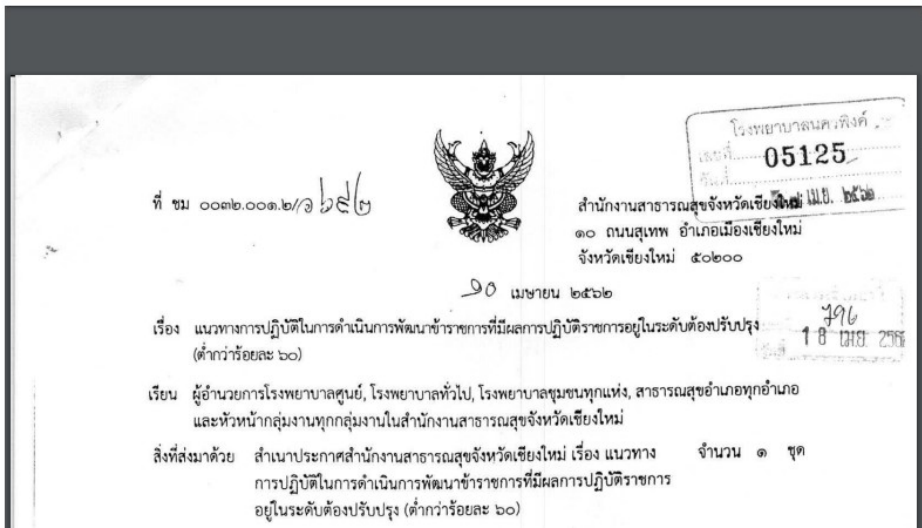 โรงพยาบาลนครพิงค์
เลขที่ 05125
เม.ย. ๒๕๖๒
ที่ ชม ๐๐๓๒.๐๐๑.๒/
สำนักงานสาธารณสุขจังหวัดเชียงใหม่
๑๐ ถนนสุเทพ อำเภอเมืองเชียงใหม่
จังหวัดเชียงใหม่ ๕๐๒๐๐
๑๐ เมษายน ๒๕๖๒
796
18 เม.ย.
เรื่อง แนวทางการปฏิบัติในการดำเนินการพัฒนาข้าราชการที่มีผลการปฏิบัติราชการอยู่ในระดับต้องปรับปรุง
(ต่ำกว่าร้อยละ ๖๐)
เรียน ผู้อำนวยการโรงพยาบาลศูนย์, โรงพยาบาลทั่วไป, โรงพยาบาลชุมชนทุกแห่ง, สาธารณสุขอำเภอทุกอำเภอ
และหัวหน้ากลุ่มงานทุกกลุ่มงานในสำนักงานสาธารณสุขจังหวัดเชียงใหม่
สิ่งที่ส่งมาด้วย สำเนาประกาศสำนักงานสาธารณสุขจังหวัดเชียงใหม่ เรื่อง แนวทาง จำนวน ๑ ชุด
การปฏิบัติในการดำเนินการพัฒนาข้าราชการที่มีผลการปฏิบัติราชการ
อยู่ในระดับต้องปรับปรุง (ต่ำกว่าร้อยละ ๖๐)